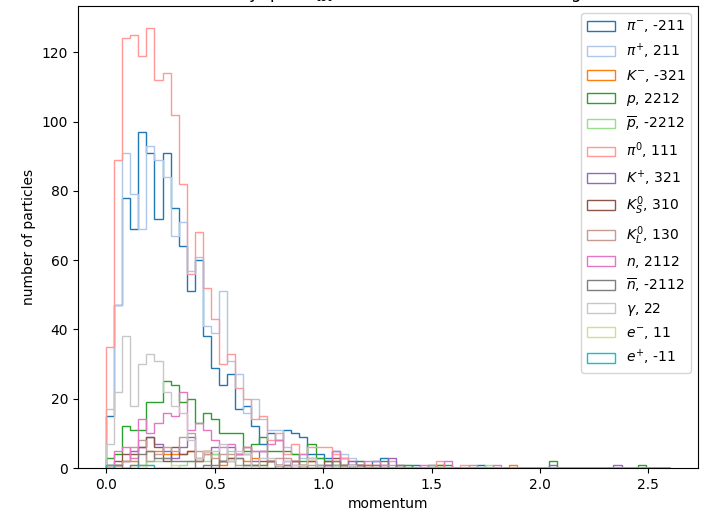 120
100
80
60
40
20
0
number of particles
0.0 0.5 1.0 1.5 2.0 2.5
momentum
π⁻, -211
π⁺, 211
K⁻, -321
p, 2212
p̅, -2212
π⁰, 111
K⁺, 321
K⁰_S, 310
K⁰_L, 130
n, 2112
n̅, -2112
γ, 22
e⁻, 11
e⁺, -11